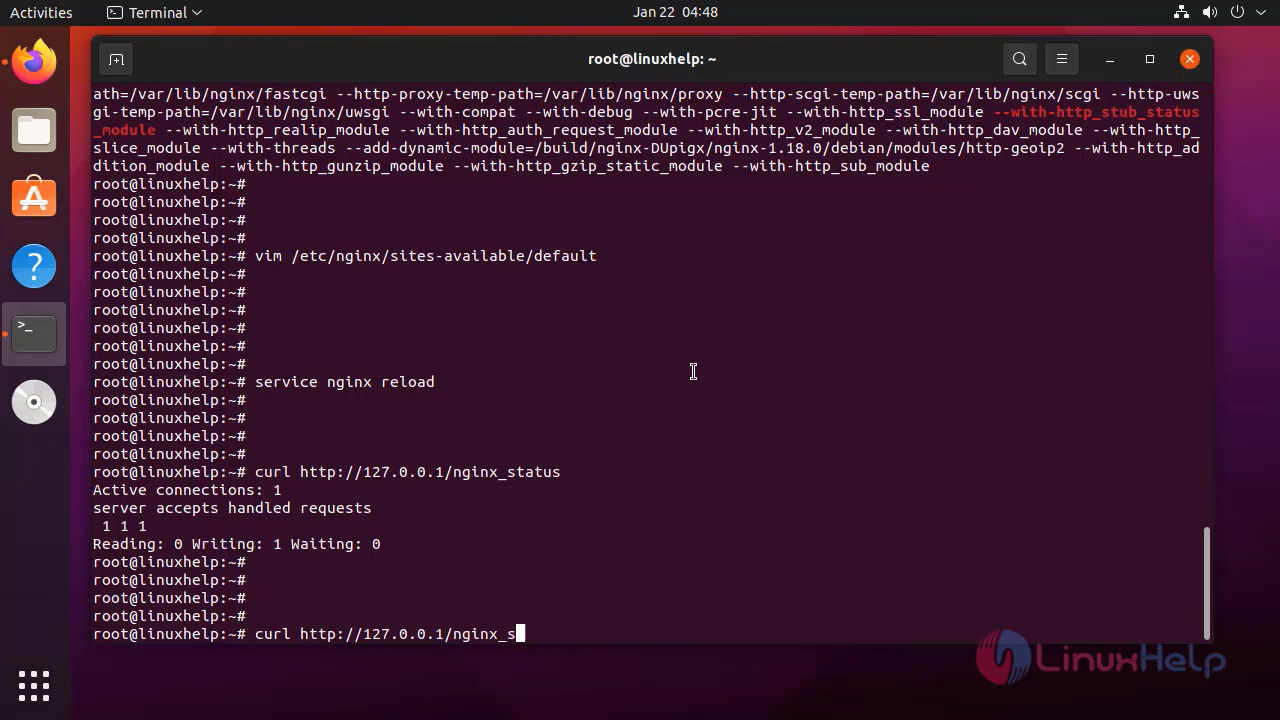 Activities Terminal Jan 22 04:48
root@linuxhelp: ~
ath=/var/lib/nginx/fastcgi --http-proxy-temp-path=/var/lib/nginx/proxy --http-scgi-temp-path=/var/lib/nginx/scgi --http-uws
gi-temp-path=/var/lib/nginx/uwsgi --with-compat --with-debug --with-pcre-jit --with-http_ssl_module --with-http_stub_status
_module --with-http_realip_module --with-http_auth_request_module --with-http_v2_module --with-http_dav_module --with-http_
slice_module --with-threads --add-dynamic-module=/build/nginx-DUpigx/nginx-1.18.0/debian/modules/http-geoip2 --with-http_ad
dition_module --with-http_gunzip_module --with-http_gzip_static_module --with-http_sub_module
root@linuxhelp:~#
root@linuxhelp:~#
root@linuxhelp:~#
root@linuxhelp:~#
root@linuxhelp:~# vim /etc/nginx/sites-available/default
root@linuxhelp:~#
root@linuxhelp:~#
root@linuxhelp:~#
root@linuxhelp:~#
root@linuxhelp:~#
root@linuxhelp:~#
root@linuxhelp:~# service nginx reload
root@linuxhelp:~#
root@linuxhelp:~#
root@linuxhelp:~#
root@linuxhelp:~#
root@linuxhelp:~# curl http://127.0.0.1/nginx_status
Active connections: 1
server accepts handled requests
 1 1 1
Reading: 0 Writing: 1 Waiting: 0
root@linuxhelp:~#
root@linuxhelp:~#
root@linuxhelp:~#
root@linuxhelp:~#
root@linuxhelp:~# curl http://127.0.0.1/nginx_s
LinuxHelp